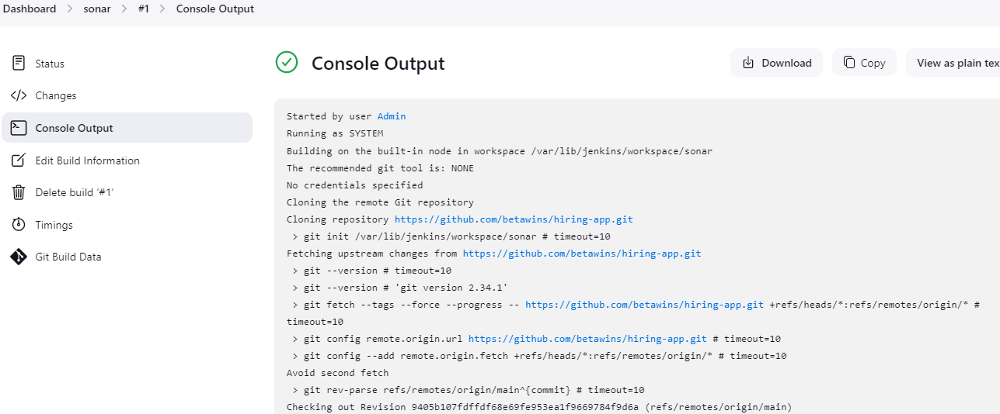 Dashboard > sonar > #1 > Console Output
Status
Changes
Console Output
Edit Build Information
Delete build ‘#1’
Timings
Git Build Data
Console Output
Download
Copy
View as plain tex
Started by user Admin
Running as SYSTEM
Building on the built-in node in workspace /var/lib/jenkins/workspace/sonar
The recommended git tool is: NONE
No credentials specified
Cloning the remote Git repository
Cloning repository https://github.com/betawins/hiring-app.git
 > git init /var/lib/jenkins/workspace/sonar # timeout=10
Fetching upstream changes from https://github.com/betawins/hiring-app.git
 > git --version # timeout=10
 > git --version # 'git version 2.34.1'
 > git fetch --tags --force --progress -- https://github.com/betawins/hiring-app.git +refs/heads/*:refs/remotes/origin/* #
timeout=10
 > git config remote.origin.url https://github.com/betawins/hiring-app.git # timeout=10
 > git config --add remote.origin.fetch +refs/heads/*:refs/remotes/origin/* # timeout=10
Avoid second fetch
 > git rev-parse refs/remotes/origin/main^{commit} # timeout=10
Checking out Revision 9405b107fdffdf68e69fe953ea1f9669784f9d6a (refs/remotes/origin/main)